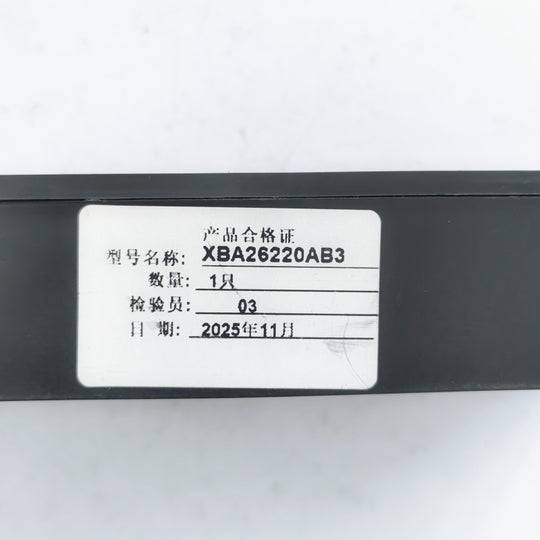 产品合格证
型号名称: XBA26220AB3
数量: 1只
检验员: 03
日 期: 2025年11月